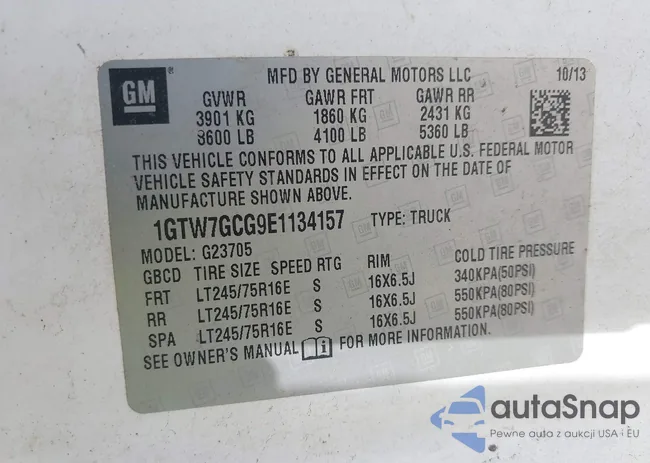 GM ®
MFD BY GENERAL MOTORS LLC 10/13
GVWR GAWR FRT GAWR RR
3901 KG 1860 KG 2431 KG
8600 LB 4100 LB 5360 LB
THIS VEHICLE CONFORMS TO ALL APPLICABLE U.S. FEDERAL MOTOR
VEHICLE SAFETY STANDARDS IN EFFECT ON THE DATE OF
MANUFACTURE SHOWN ABOVE.
1GTW7GCG9E1134157 TYPE: TRUCK
MODEL: G23705
GBCD TIRE SIZE SPEED RTG RIM COLD TIRE PRESSURE
FRT LT245/75R16E S 16X6.5J 340KPA(50PSI)
RR LT245/75R16E S 16X6.5J 550KPA(80PSI)
SPA LT245/75R16E S 16X6.5J 550KPA(80PSI)
SEE OWNER'S MANUAL i FOR MORE INFORMATION.
autoSnap
Pewne auta z aukcji USA i EU